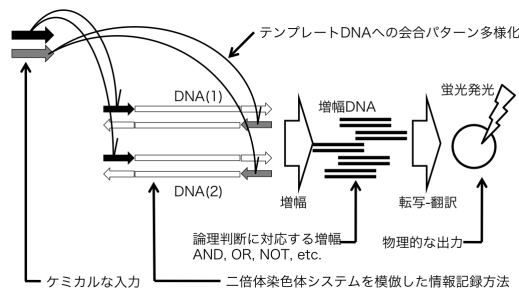 テンプレートDNAへの会合パターン多様化
DNA(1)
増幅DNA
蛍光発光
DNA(2)
増幅
転写-翻訳
論理判断に対応する増幅
AND, OR, NOT, etc.
物理的な出力
ケミカルな入力
二倍体染色体システムを模倣した情報記録方法